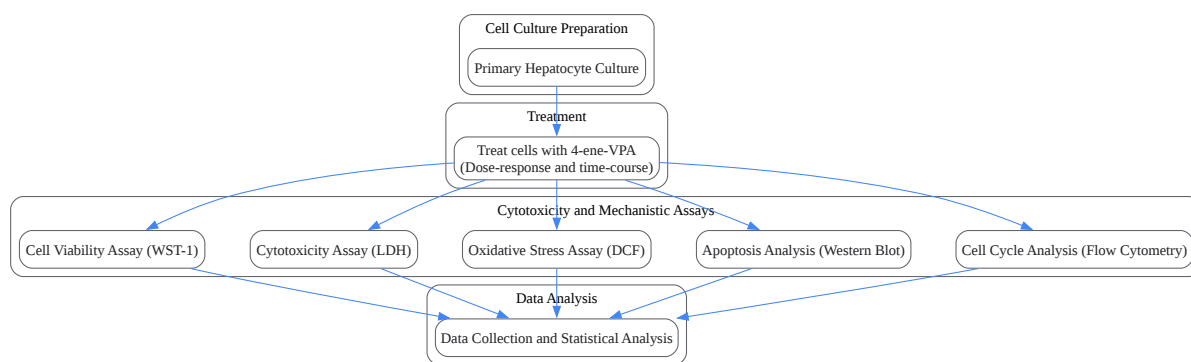 Cell Culture Preparation
Primary Hepatocyte Culture
Treatment
Treat cells with 4-ene-VPA
(Dose-response and time-course)
Cytotoxicity and Mechanistic Assays
Cell Viability Assay (WST-1)
Cytotoxicity Assay (LDH)
Oxidative Stress Assay (DCF)
Apoptosis Analysis (Western Blot)
Cell Cycle Analysis (Flow Cytometry)
Data Analysis
Data Collection and Statistical Analysis